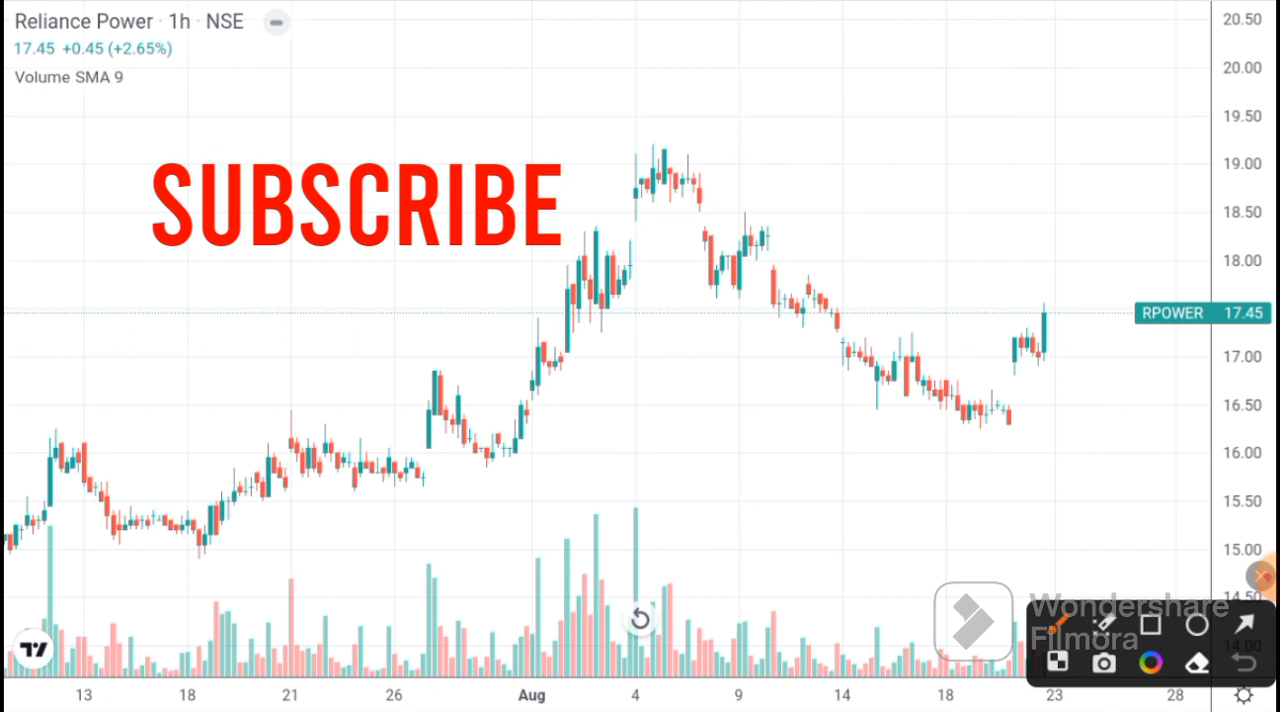 Reliance Power · 1h · NSE
17.45 +0.45 (+2.65%)
Volume SMA 9
SUBSCRIBE
20.50
20.00
19.50
19.00
18.50
18.00
RPOWER 17.45
17.00
16.50
16.00
15.50
15.00
14.50
14.00
Wondershare
Filmora
13 18 21 26 Aug 4 9 14 18 23 28